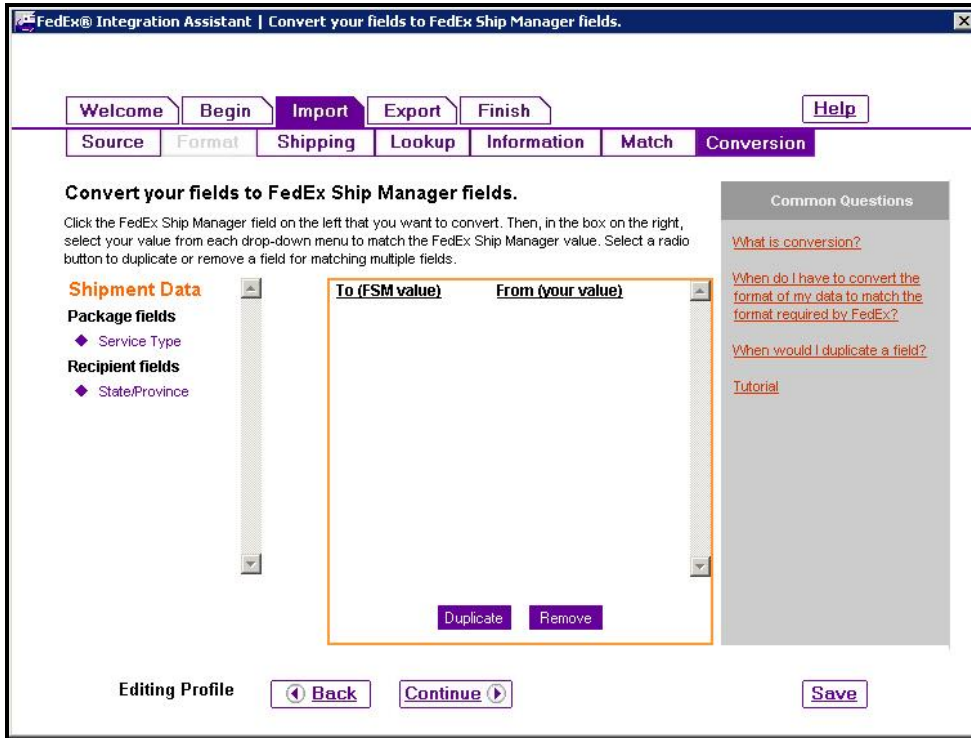 FedEx® Integration Assistant | Convert your fields to FedEx Ship Manager fields.
Welcome Begin Import Export Finish Help
Source Format Shipping Lookup Information Match Conversion
Convert your fields to FedEx Ship Manager fields.
Click the FedEx Ship Manager field on the left that you want to convert. Then, in the box on the right,
select your value from each drop-down menu to match the FedEx Ship Manager value. Select a radio
button to duplicate or remove a field for matching multiple fields.
Shipment Data
Package fields
Service Type
Recipient fields
State/Province
To (FSM value) From (your value)
Duplicate Remove
Common Questions
What is conversion?
When do I have to convert the
format of my data to match the
format required by FedEx?
When would I duplicate a field?
Tutorial
Editing Profile Back Continue Save